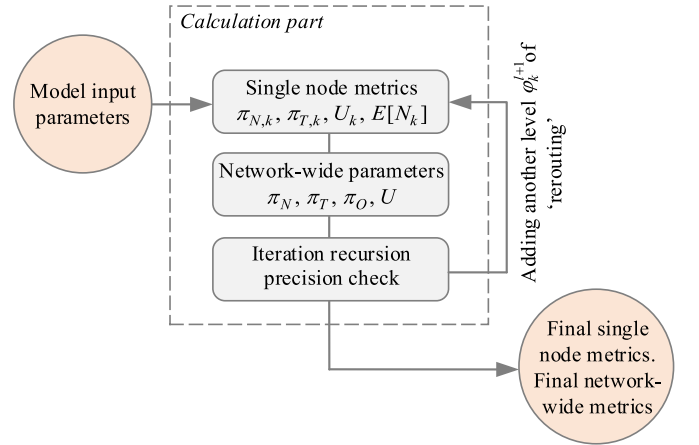 Calculation part
Model input
parameters
Single node metrics
π_{N,k}, π_{T,k}, U_k, E[N_k]
Network-wide parameters
π_N, π_T, π_O, U
Iteration recursion
precision check
Adding another level φ_k^{l+1} of
‘rerouting’
Final single
node metrics.
Final network-
wide metrics